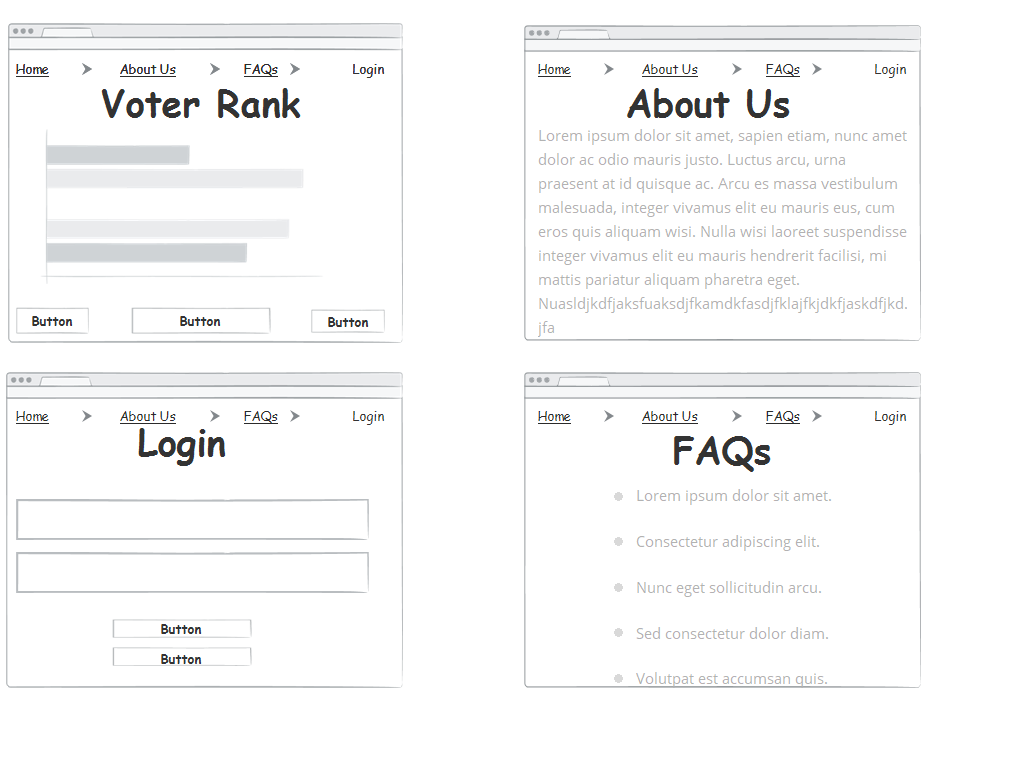 Home About Us FAQs Login
Voter Rank
Button Button Button
Home About Us FAQs Login
About Us
Lorem ipsum dolor sit amet, sapien etiam, nunc amet
dolor ac odio mauris justo. Luctus arcu, urna
praesent at id quisque ac. Arcu es massa vestibulum
malesuada, integer vivamus elit eu mauris eus, cum
eros quis aliquam wisi. Nulla wisi laoreet suspendisse
integer vivamus elit eu mauris hendrerit facilisi, mi
mattis pariatur aliquam pharetra eget.
Nuasldjkdfjaksfuaksdjfkamdkfasdjfklajfkjdkfjaskdfjkd.
jfa
Home About Us FAQs Login
Login
Button
Button
Home About Us FAQs Login
FAQs
Lorem ipsum dolor sit amet.
Consectetur adipiscing elit.
Nunc eget sollicitudin arcu.
Sed consectetur dolor diam.
Volutpat est accumsan quis.